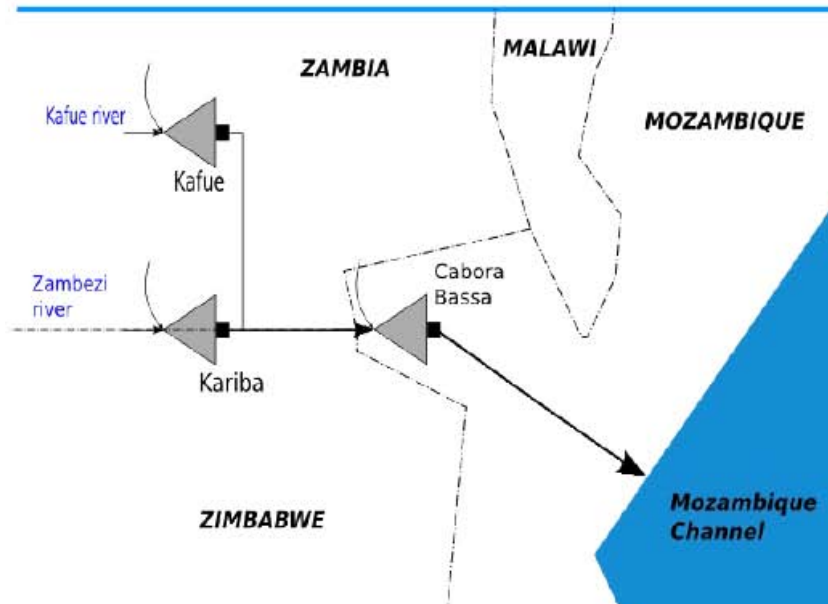 ZAMBIA
MALAWI
MOZAMBIQUE
Kafue river
Kafue
Zambezi
river
Kariba
Cabora
Bassa
ZIMBABWE
Mozambique
Channel